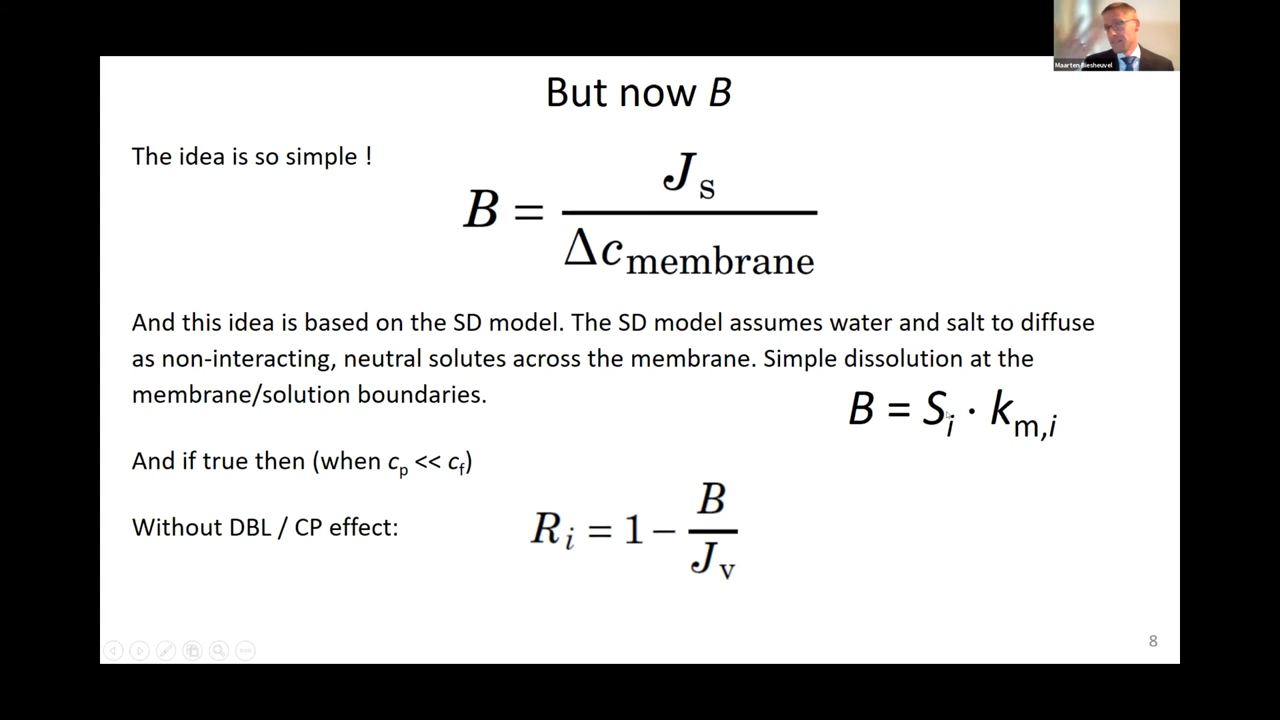 Maarten Biesheuvel
But now B
The idea is so simple !
B = J_s / Δc_membrane
And this idea is based on the SD model. The SD model assumes water and salt to diffuse
as non-interacting, neutral solutes across the membrane. Simple dissolution at the
membrane/solution boundaries.
B = S_i · k_m,i
And if true then (when c_p << c_f)
Without DBL / CP effect:
R_i = 1 − B / J_v
8